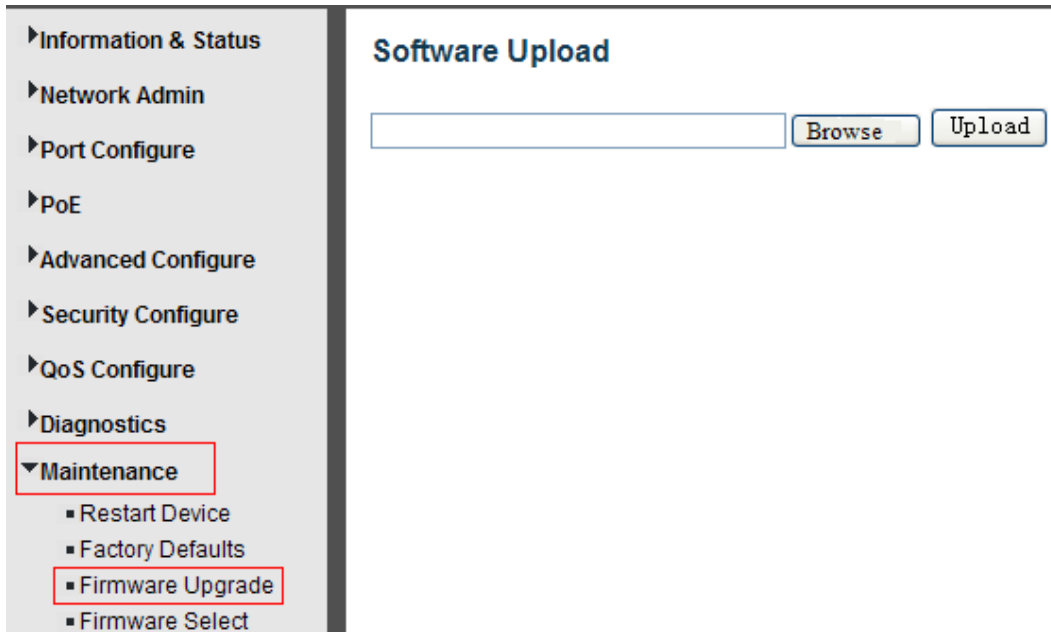 Information & Status
Network Admin
Port Configure
PoE
Advanced Configure
Security Configure
QoS Configure
Diagnostics
Maintenance
Restart Device
Factory Defaults
Firmware Upgrade
Firmware Select
Software Upload
Browse
Upload